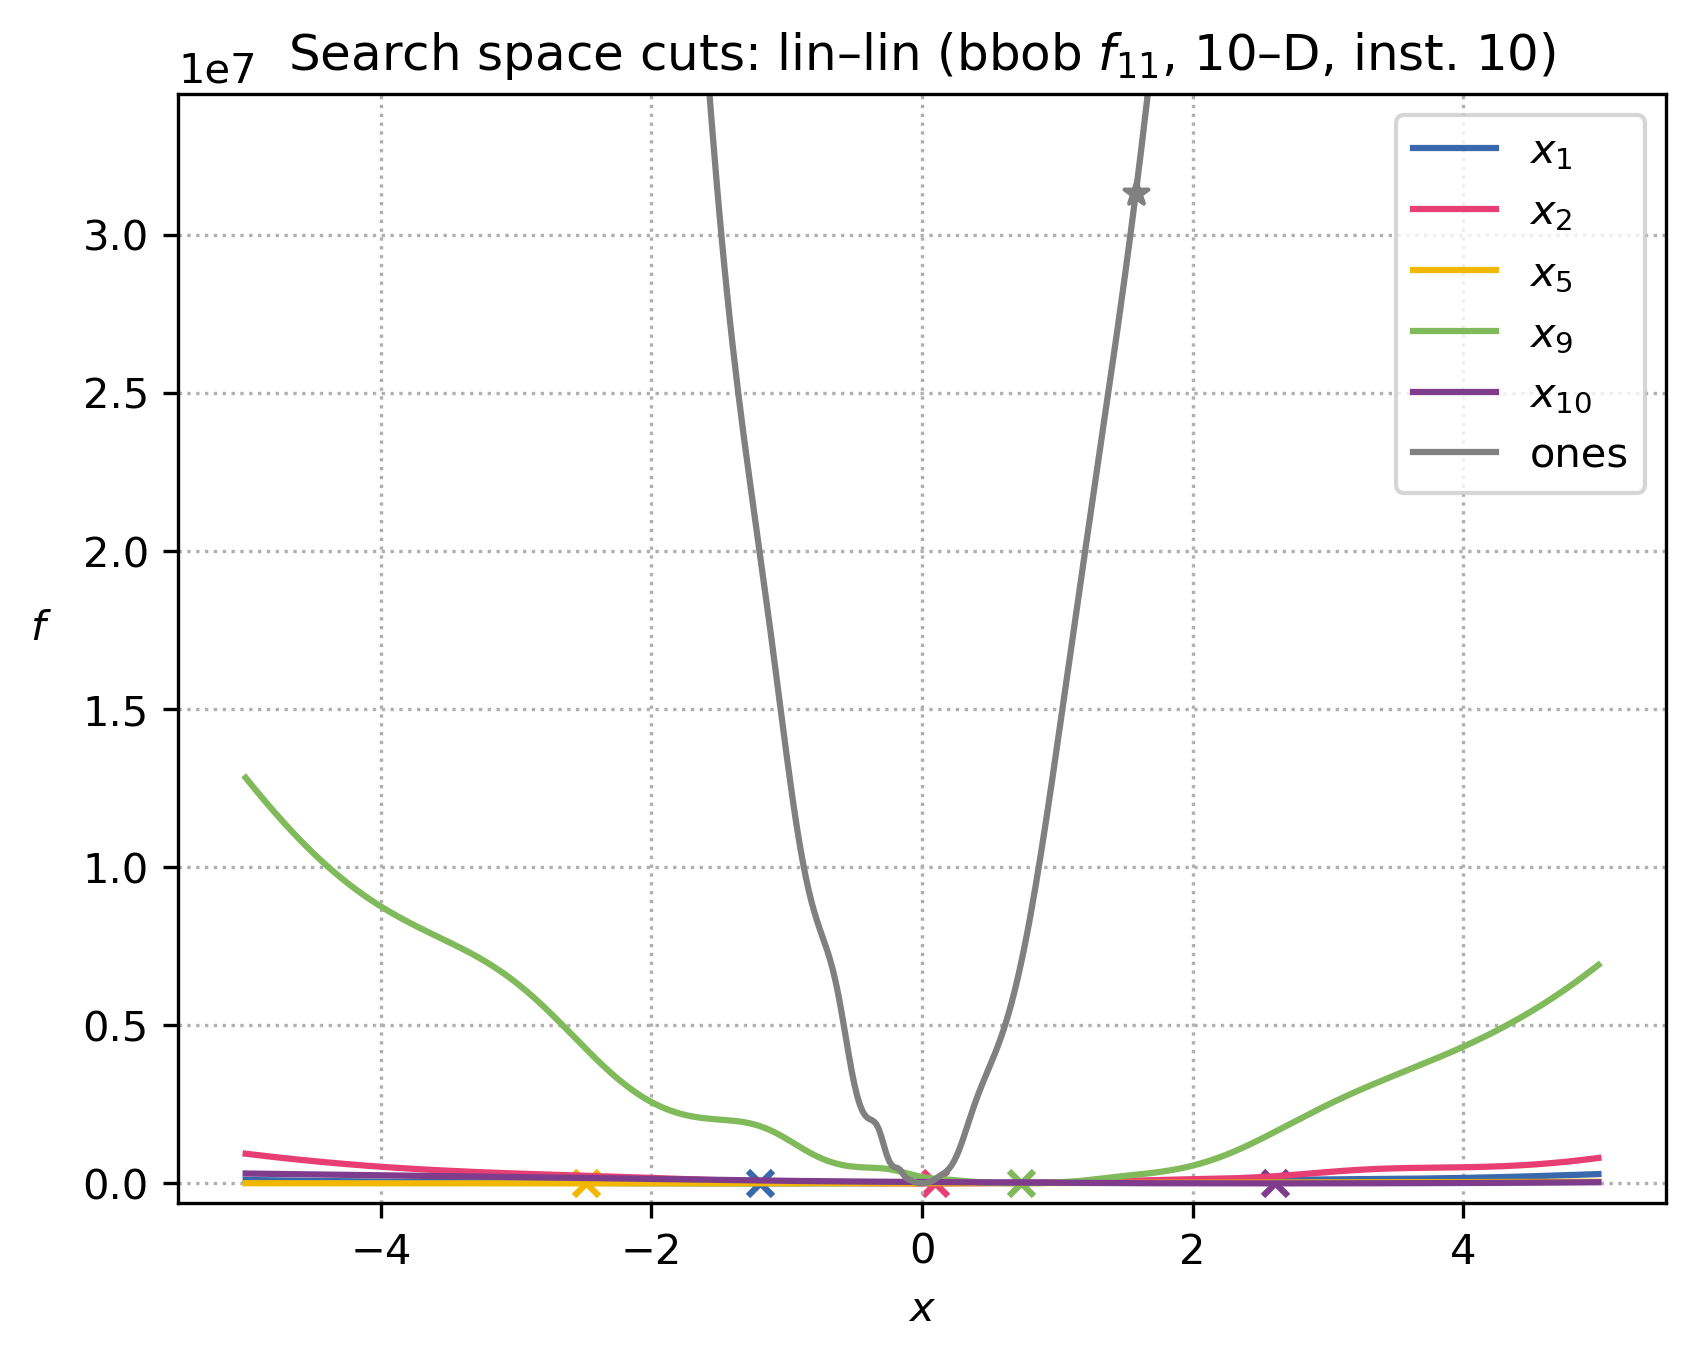 Search space cuts: lin–lin (bbob f₁₁, 10–D, inst. 10)
1e7
x₁
x₂
x₅
x₉
x₁₀
ones
3.0
2.5
2.0
1.5
1.0
0.5
0.0
f
−4 −2 0 2 4
x